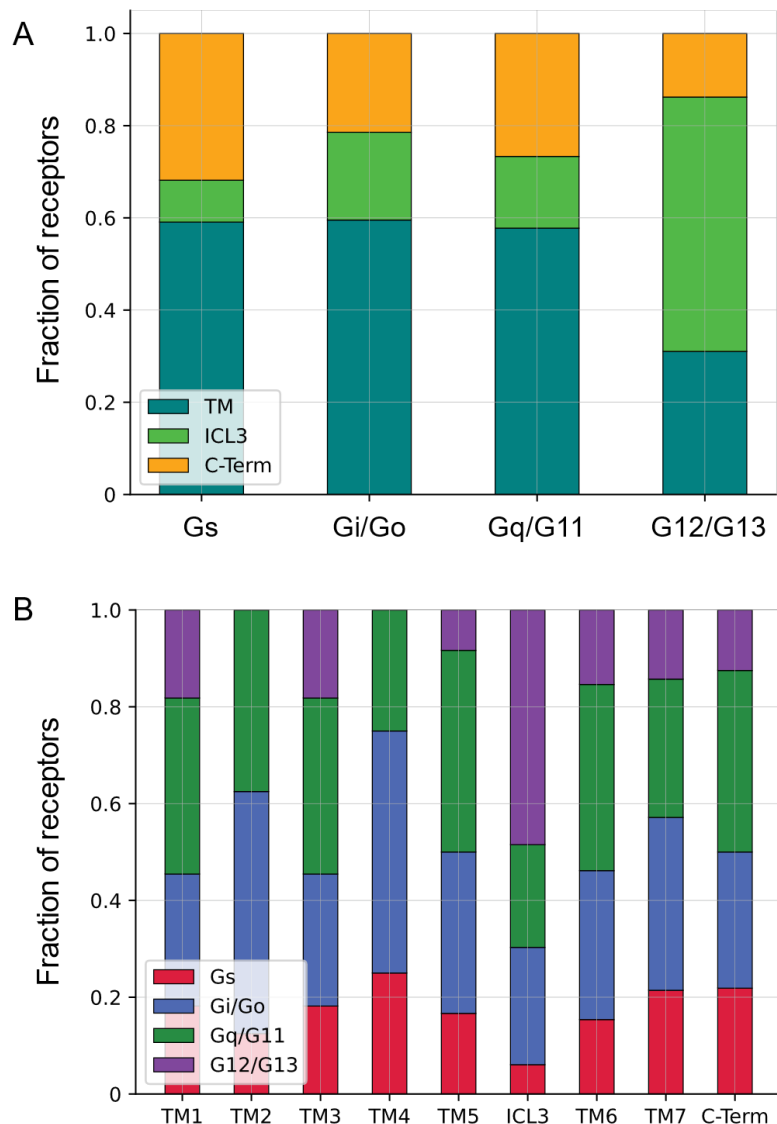 A
Fraction of receptors
1.0
0.8
0.6
0.4
0.2
0
TM
ICL3
C-Term
Gs Gi/Go Gq/G11 G12/G13
B
Fraction of receptors
1.0
0.8
0.6
0.4
0.2
0
Gs
Gi/Go
Gq/G11
G12/G13
TM1 TM2 TM3 TM4 TM5 ICL3 TM6 TM7 C-Term